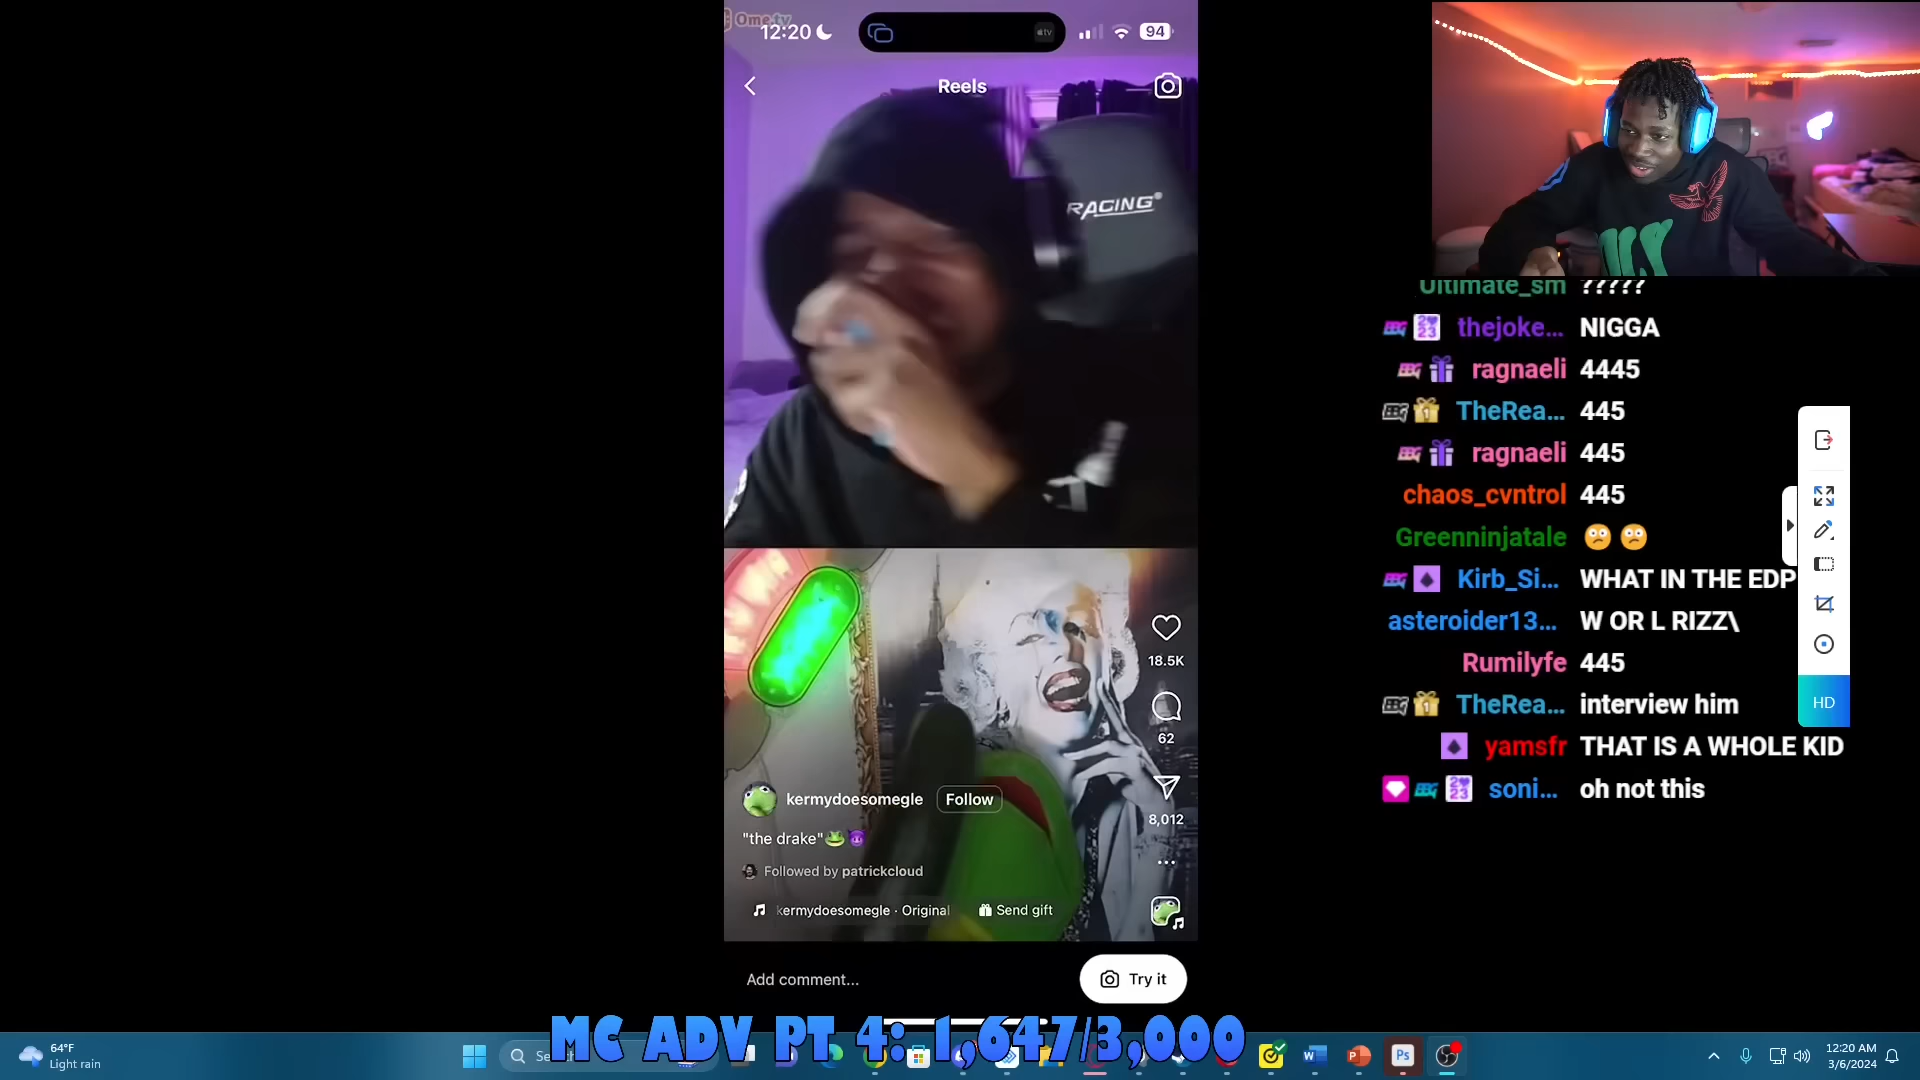 Ome.tv
12:20
94
Reels
RACING
18.5K
62
8,012
kermydoesomegle
Follow
"the drake"🐸😈
Followed by patrickcloud
kermydoesomegle · Original
Send gift
Add comment...
Try it
Ultimate_sm ?????
thejoke... NIGGA
ragnaeli 4445
TheRea... 445
ragnaeli 445
chaos_cvntrol 445
Greenninjatale 😕 😕
Kirb_Si... WHAT IN THE EDP
asteroider13... W OR L RIZZ\
Rumilyfe 445
TheRea... interview him
yamsfr THAT IS A WHOLE KID
soni... oh not this
HD
MC ADV PT 4: 1,647/3,000
64°F
Light rain
Ps
12:20 AM
3/6/2024